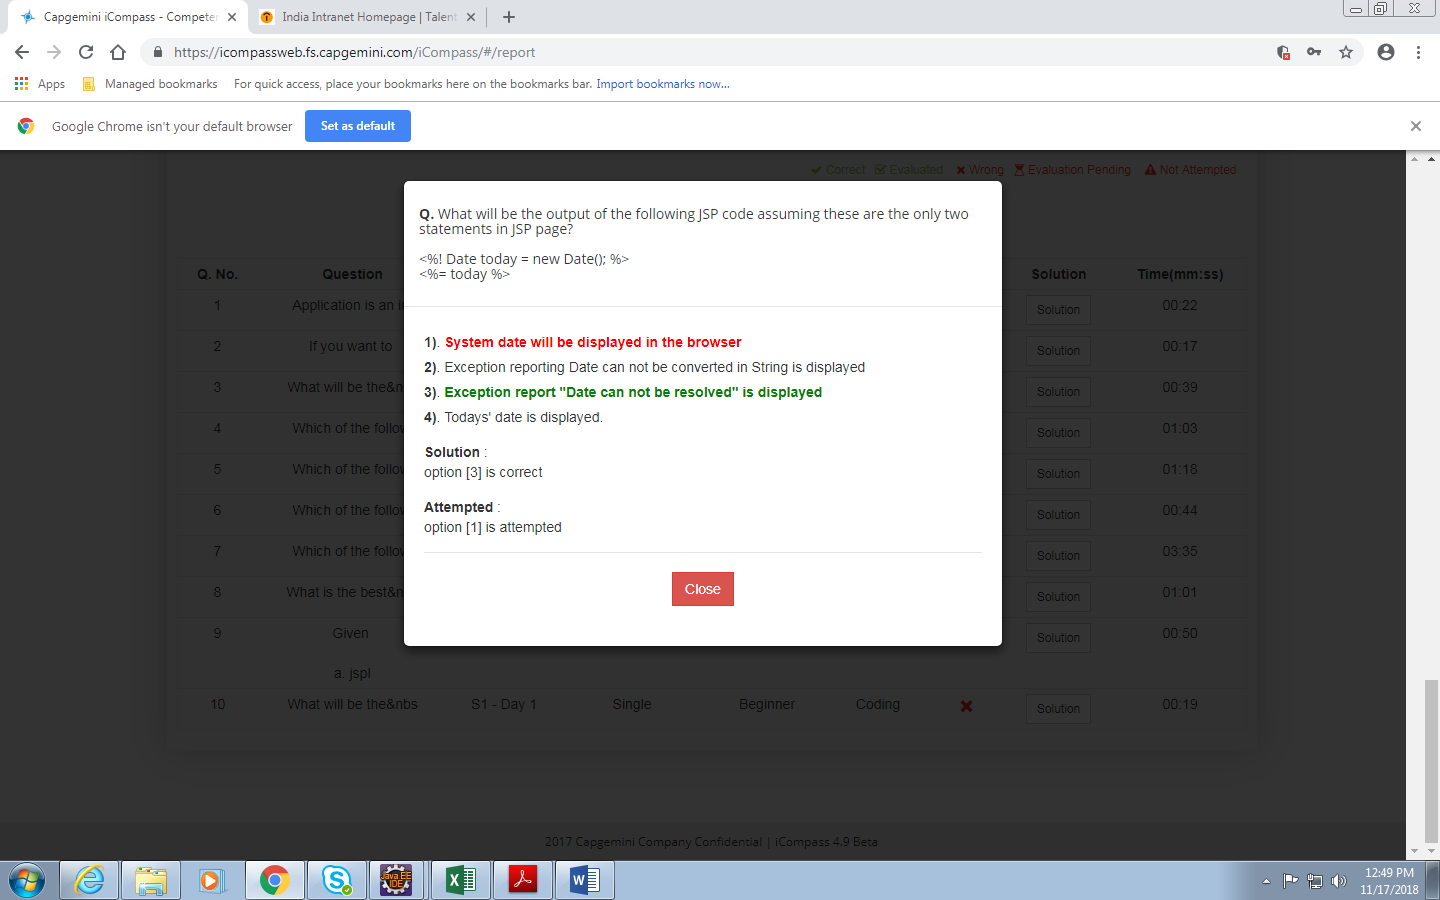 Capgemini iCompass - Competen
India Intranet Homepage | Talent
https://icompassweb.fs.capgemini.com/iCompass/#/report
Apps
Managed bookmarks
For quick access, place your bookmarks here on the bookmarks bar. Import bookmarks now...
Google Chrome isn't your default browser
Set as default
Correct Evaluated Wrong Evaluation Pending Not Attempted
Q. What will be the output of the following JSP code assuming these are the only two
statements in JSP page?
<%! Date today = new Date(); %>
<%= today %>
1). System date will be displayed in the browser
2). Exception reporting Date can not be converted in String is displayed
3). Exception report "Date can not be resolved" is displayed
4). Todays' date is displayed.
Solution :
option [3] is correct
Attempted :
option [1] is attempted
Close
Q. No. Question Solution Time(mm:ss)
1 Application is an i Solution 00:22
2 If you want to Solution 00:17
3 What will be the&n Solution 00:39
4 Which of the follo Solution 01:03
5 Which of the follo Solution 01:18
6 Which of the follo Solution 00:44
7 Which of the follo Solution 03:35
8 What is the best&n Solution 01:01
9 Given Solution 00:50
a. jspl
10 What will be the&nbs S1 - Day 1 Single Beginner Coding Solution 00:19
2017 Capgemini Company Confidential | iCompass 4.9 Beta
Java EE
IDE
12:49 PM
11/17/2018